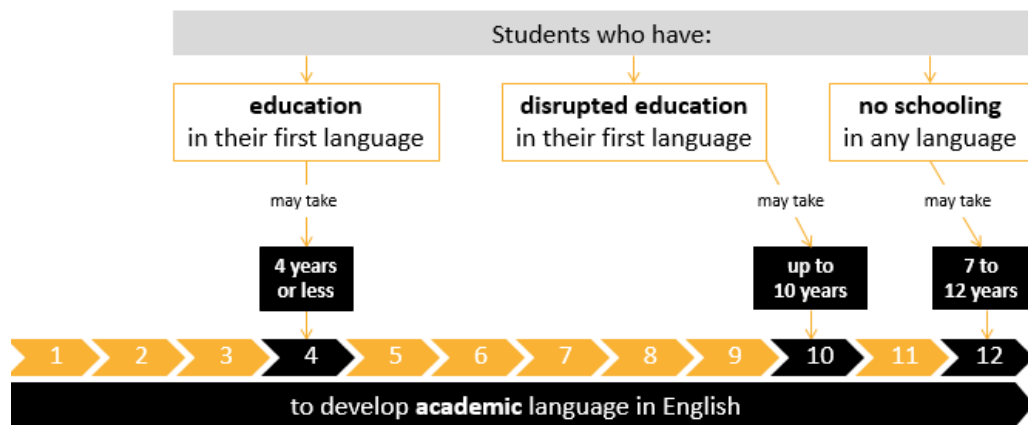 Students who have:
education
in their first language
disrupted education
in their first language
no schooling
in any language
may take
may take
may take
4 years
or less
up to
10 years
7 to
12 years
1 2 3 4 5 6 7 8 9 10 11 12
to develop academic language in English